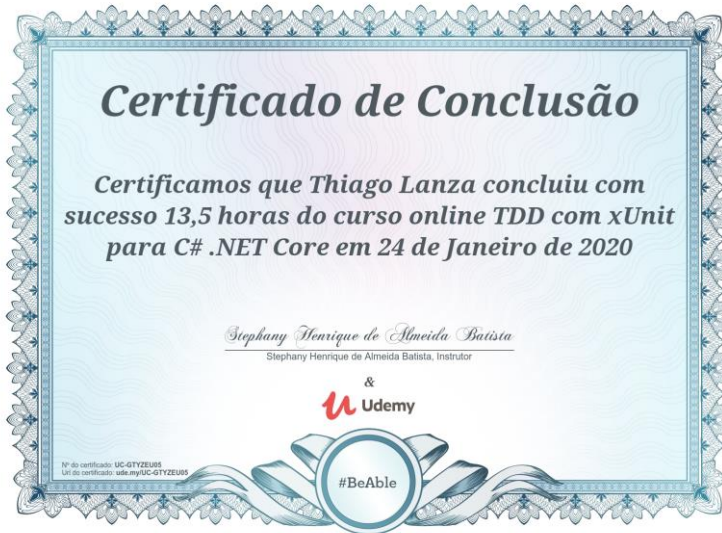 Certificado de Conclusão
Certificamos que Thiago Lanza concluiu com
sucesso 13,5 horas do curso online TDD com xUnit
para C# .NET Core em 24 de Janeiro de 2020
Stephany Henrique de Almeida Batista
Stephany Henrique de Almeida Batista, Instrutor
&
Udemy
Nº do certificado: UC-GTYZEU05
Url do certificado: ude.my/UC-GTYZEU05
#BeAble